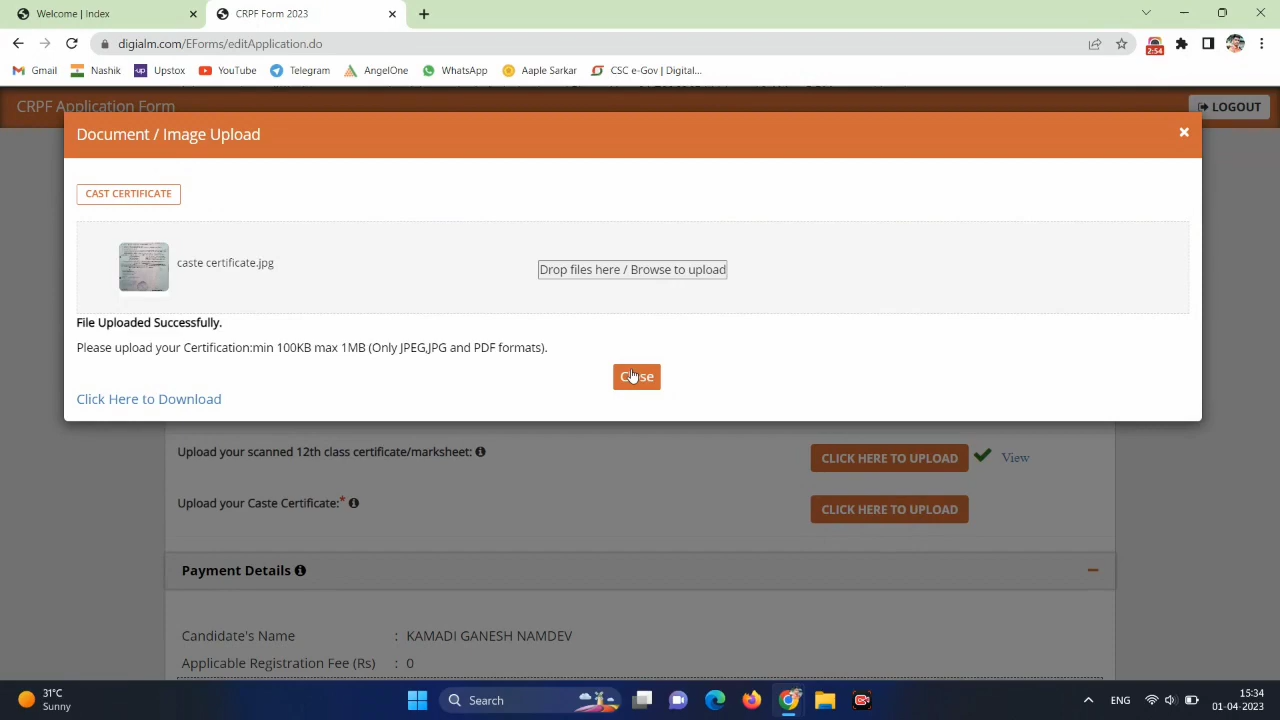 Welcome | Index
CRPF Form 2023
digialm.com/EForms/editApplication.do
2:54
Gmail
Nashik
up
Upstox
YouTube
Telegram
AngelOne
WhatsApp
Aaple Sarkar
CSC e-Gov | Digital...
CRPF Application Form
LOGOUT
Document / Image Upload
CAST CERTIFICATE
caste certificate.jpg
Drop files here / Browse to upload
File Uploaded Successfully.
Please upload your Certification:min 100KB max 1MB (Only JPEG,JPG and PDF formats).
Close
Click Here to Download
Upload your scanned 12th class certificate/marksheet:
CLICK HERE TO UPLOAD
View
Upload your Caste Certificate:*
CLICK HERE TO UPLOAD
Payment Details
Candidate's Name : KAMADI GANESH NAMDEV
Applicable Registration Fee (Rs) : 0
31°C
Sunny
Search
ENG
15:34
01-04-2023